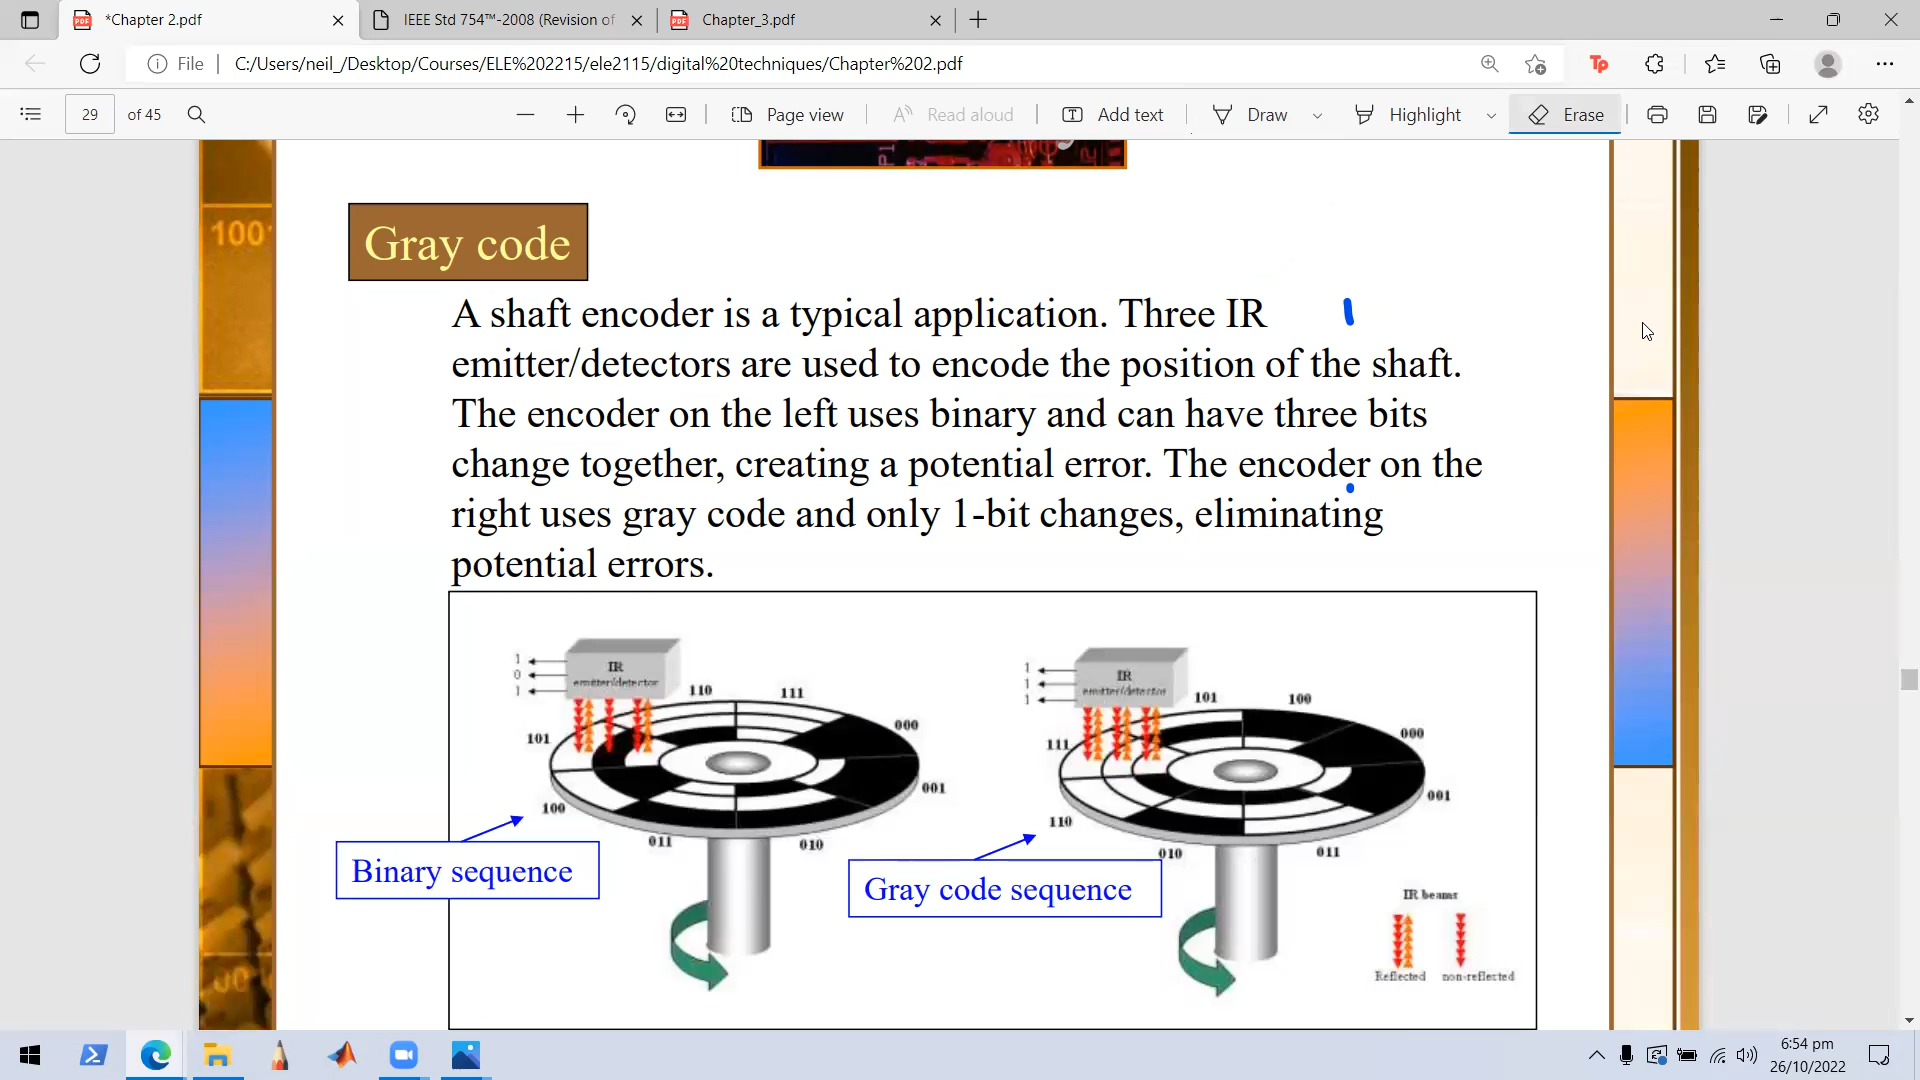 *Chapter 2.pdf
IEEE Std 754™-2008 (Revision of
Chapter_3.pdf
File
C:/Users/neil_/Desktop/Courses/ELE%202215/ele2115/digital%20techniques/Chapter%202.pdf
29 of 45
Page view
Read aloud
Add text
Draw
Highlight
Erase
100
Gray code
A shaft encoder is a typical application. Three IR
emitter/detectors are used to encode the position of the shaft.
The encoder on the left uses binary and can have three bits
change together, creating a potential error. The encoder on the
right uses gray code and only 1-bit changes, eliminating
potential errors.
1
0
1
IR
emitter/detector
110
111
101
000
001
100
011
010
Binary sequence
1
1
1
IR
emitter/detector
101
100
111
000
001
110
010
011
Gray code sequence
IR beams
Reflected
non-reflected
6:54 pm
26/10/2022